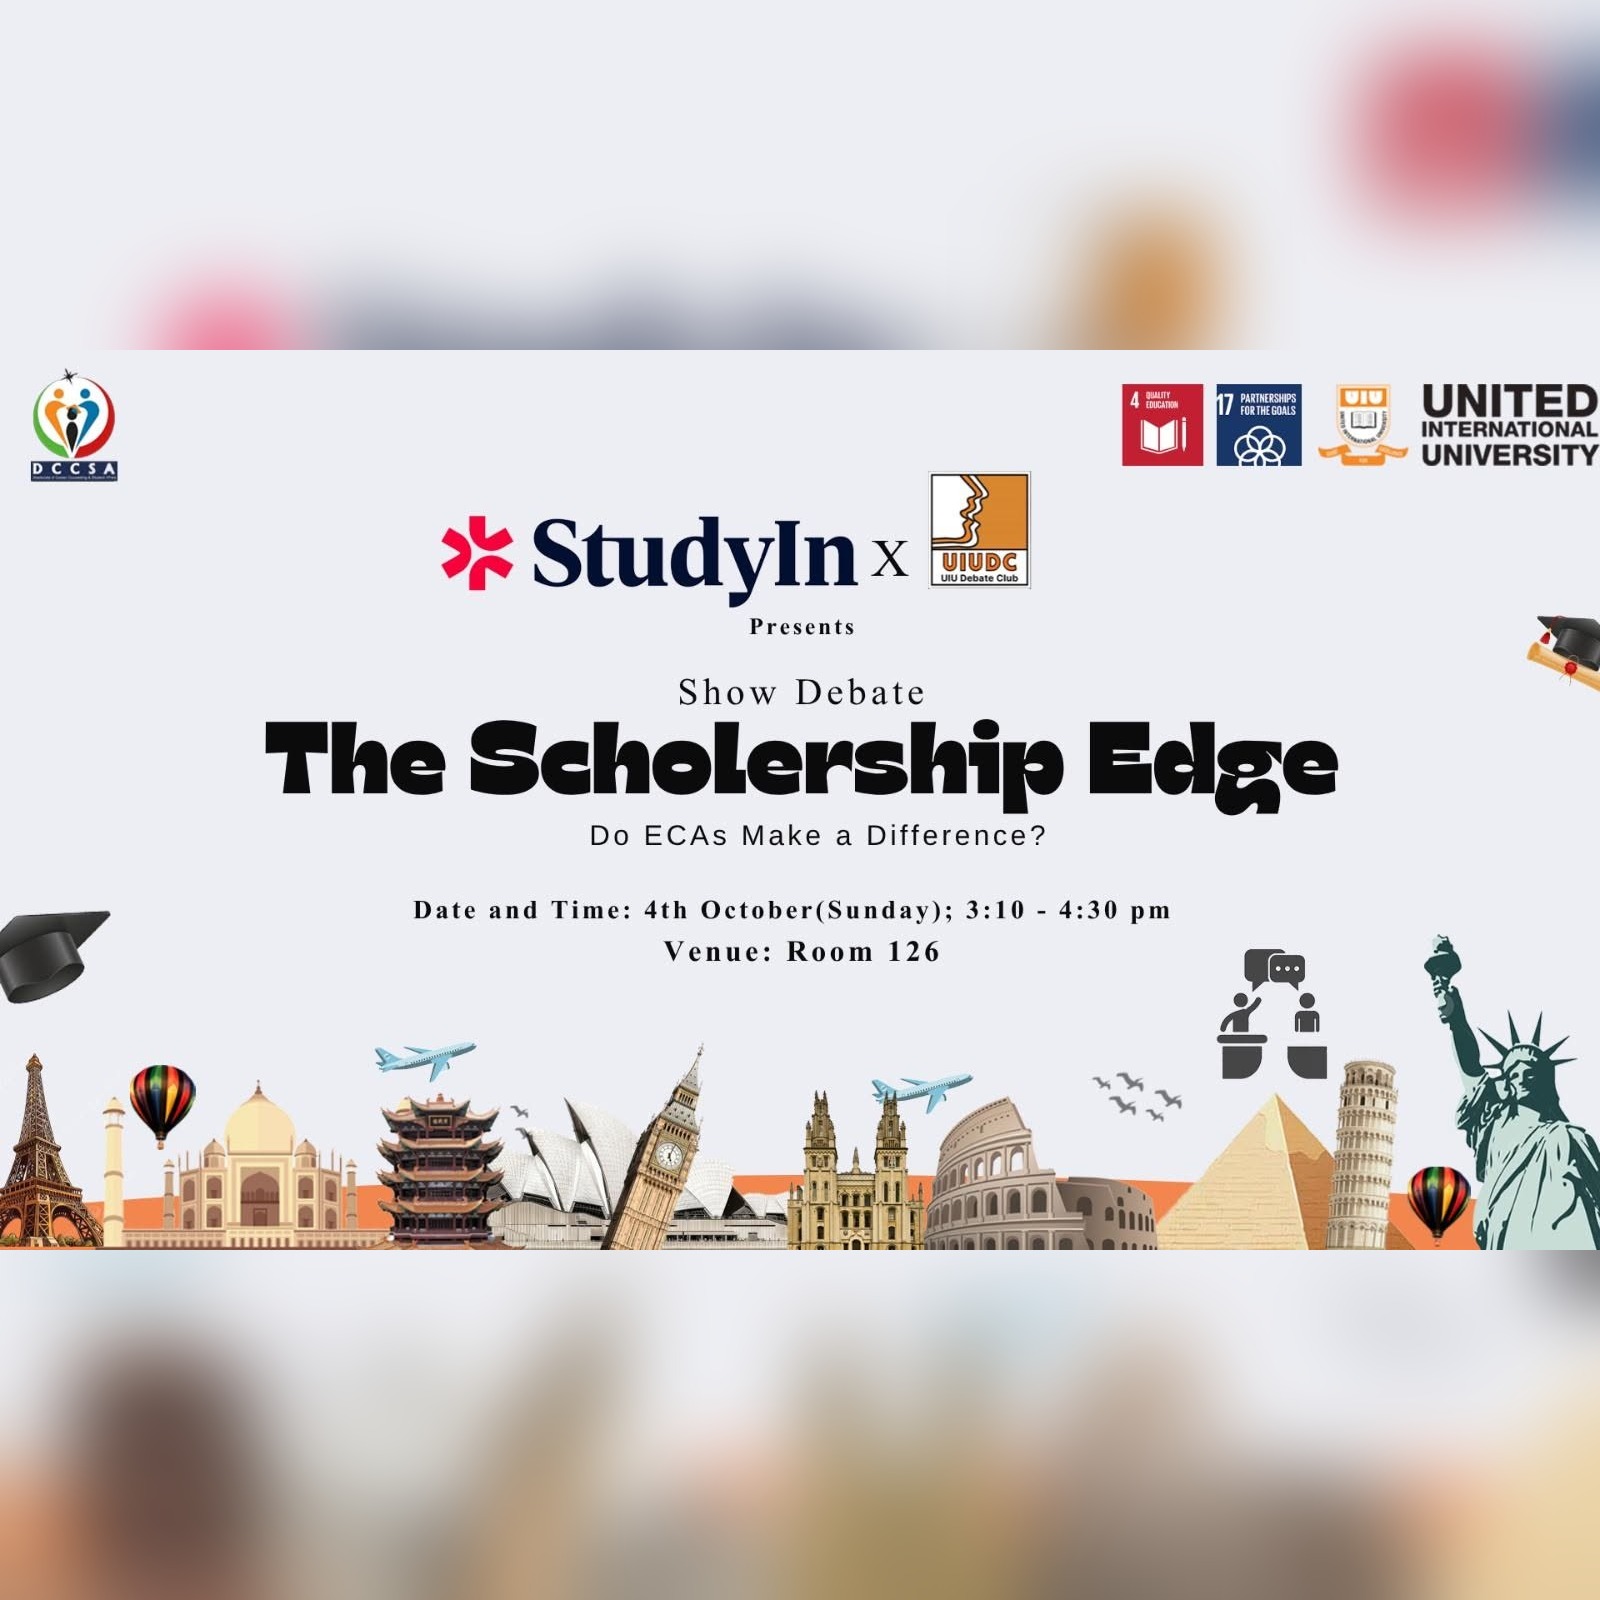 DCCSA
4 QUALITY EDUCATION
17 PARTNERSHIPS FOR THE GOALS
UIU
UNITED
INTERNATIONAL
UNIVERSITY
StudyIn X
UIUDC
UIU Debate Club
Presents
Show Debate
The Scholership Edge
Do ECAs Make a Difference?
Date and Time: 4th October(Sunday); 3:10 - 4:30 pm
Venue: Room 126